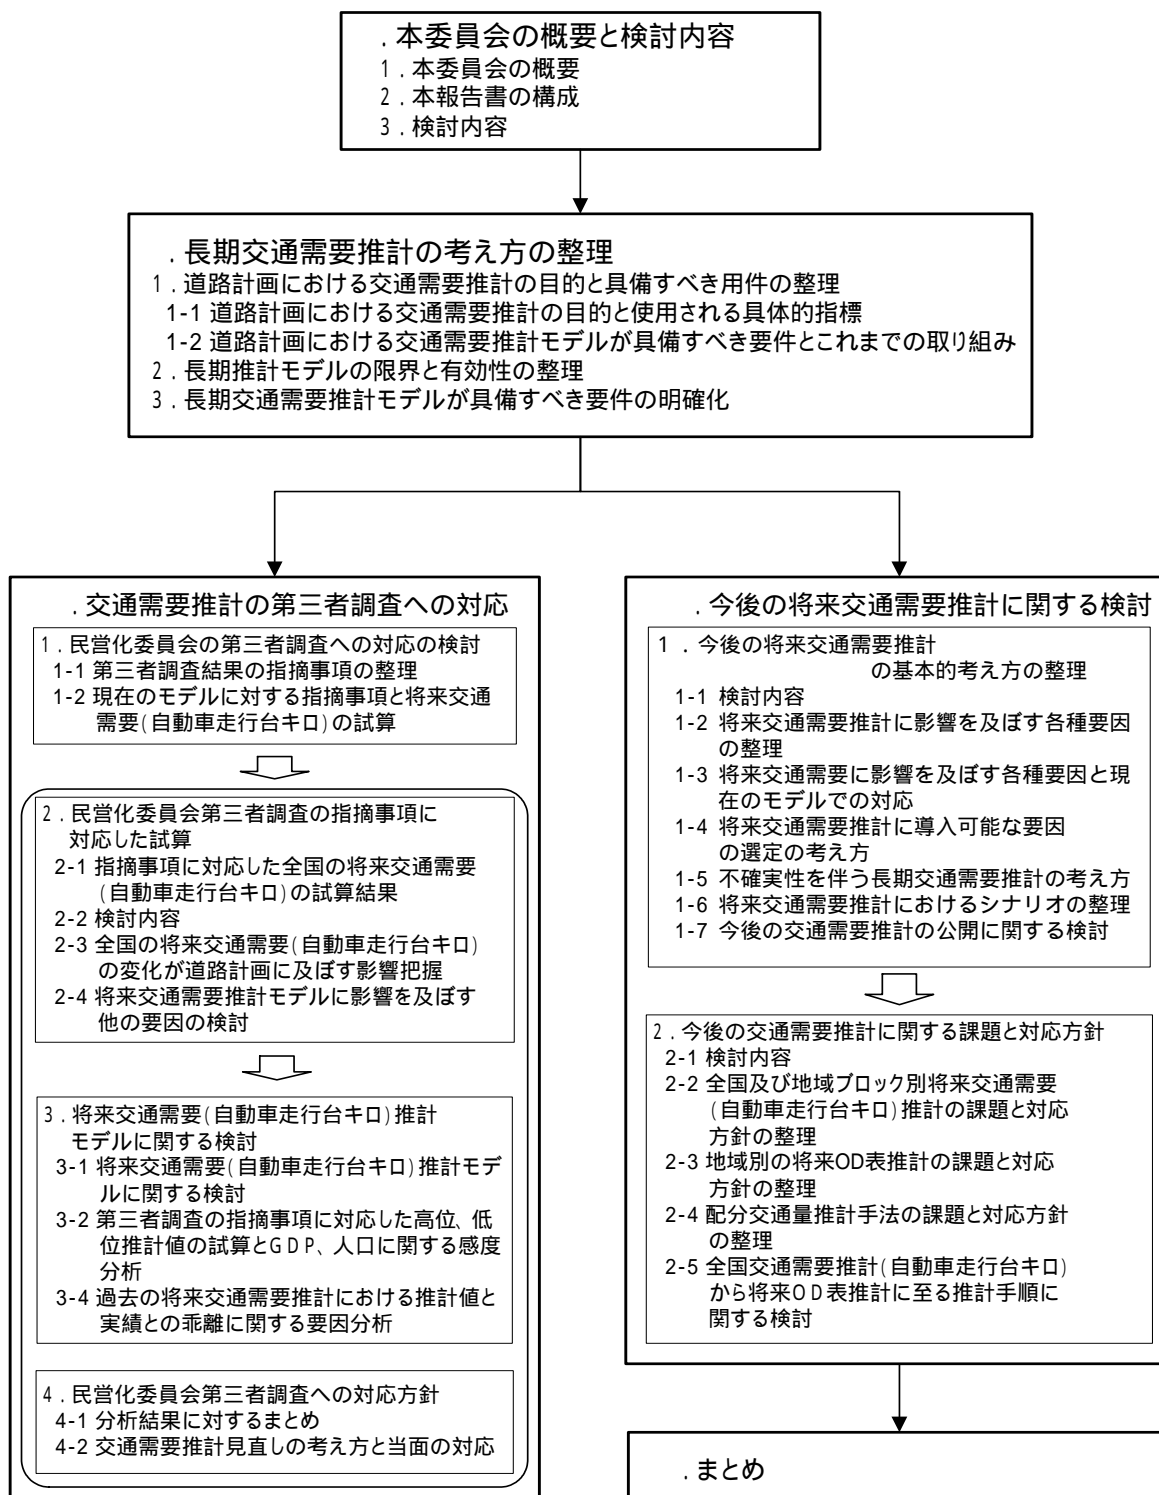 ．本委員会の概要と検討内容
１．本委員会の概要
２．本報告書の構成
３．検討内容
．長期交通需要推計の考え方の整理
１．道路計画における交通需要推計の目的と具備すべき用件の整理
1-1 道路計画における交通需要推計の目的と使用される具体的指標
1-2 道路計画における交通需要推計モデルが具備すべき要件とこれまでの取り組み
２．長期推計モデルの限界と有効性の整理
３．長期交通需要推計モデルが具備すべき要件の明確化
．交通需要推計の第三者調査への対応
１．民営化委員会の第三者調査への対応の検討
1-1 第三者調査結果の指摘事項の整理
1-2 現在のモデルに対する指摘事項と将来交通
需要(自動車走行台キロ)の試算
２．民営化委員会第三者調査の指摘事項に
対応した試算
2-1 指摘事項に対応した全国の将来交通需要
(自動車走行台キロ)の試算結果
2-2 検討内容
2-3 全国の将来交通需要(自動車走行台キロ)
の変化が道路計画に及ぼす影響把握
2-4 将来交通需要推計モデルに影響を及ぼす
他の要因の検討
３．将来交通需要(自動車走行台キロ)推計
モデルに関する検討
3-1 将来交通需要(自動車走行台キロ)推計モデ
ルに関する検討
3-2 第三者調査の指摘事項に対応した高位、低
位推計値の試算とＧＤＰ、人口に関する感度
分析
3-4 過去の将来交通需要推計における推計値と
実績との乖離に関する要因分析
４．民営化委員会第三者調査への対応方針
4-1 分析結果に対するまとめ
4-2 交通需要推計見直しの考え方と当面の対応
．今後の将来交通需要推計に関する検討
１．今後の将来交通需要推計
の基本的考え方の整理
1-1 検討内容
1-2 将来交通需要推計に影響を及ぼす各種要因
の整理
1-3 将来交通需要に影響を及ぼす各種要因と現
在のモデルでの対応
1-4 将来交通需要推計に導入可能な要因
の選定の考え方
1-5 不確実性を伴う長期交通需要推計の考え方
1-6 将来交通需要推計におけるシナリオの整理
1-7 今後の交通需要推計の公開に関する検討
２．今後の交通需要推計に関する課題と対応方針
2-1 検討内容
2-2 全国及び地域ブロック別将来交通需要
(自動車走行台キロ)推計の課題と対応
方針の整理
2-3 地域別の将来OD表推計の課題と対応
方針の整理
2-4 配分交通量推計手法の課題と対応方針
の整理
2-5 全国交通需要推計(自動車走行台キロ)
から将来ＯＤ表推計に至る推計手順に
関する検討
．まとめ